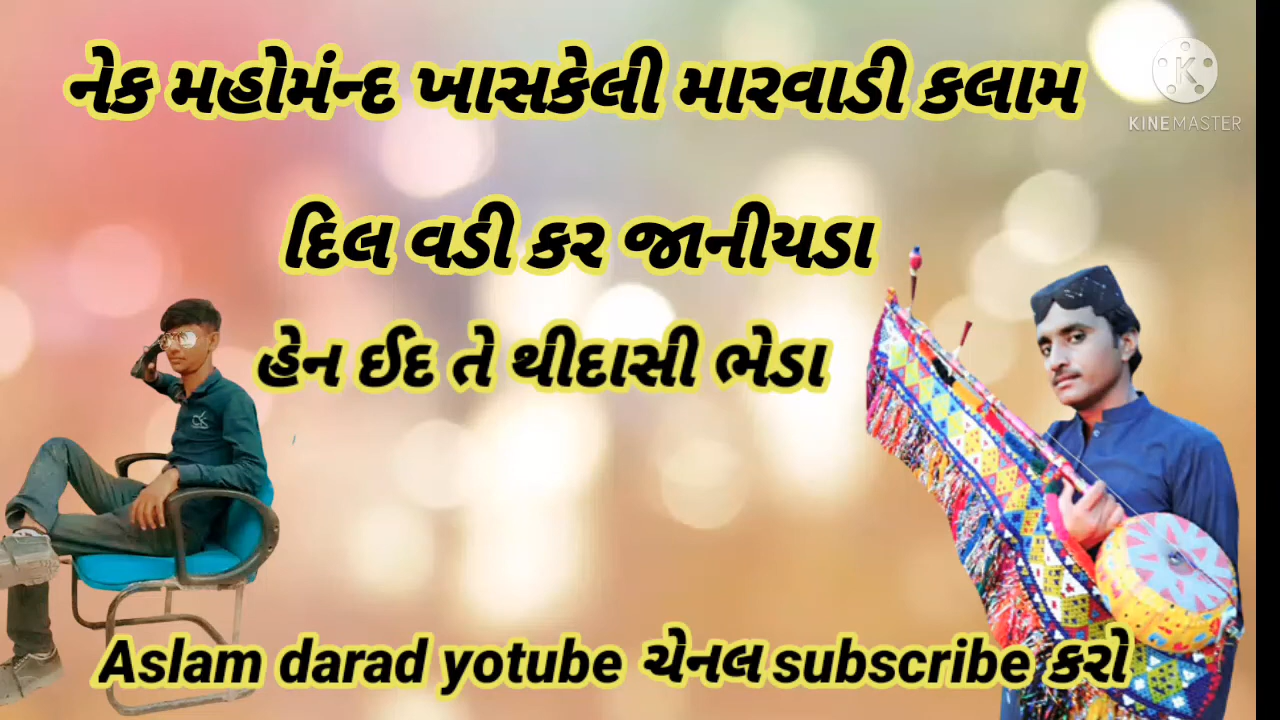 નેક મહોમંન્દ ખાસકેલી મારવાડી કલામ
K
KINEMASTER
દિલ વડી કર જાનીયડા
હેન ઈદ તે થીદાસી ભેડા
Aslam darad yotube ચેનલ subscribe કરો